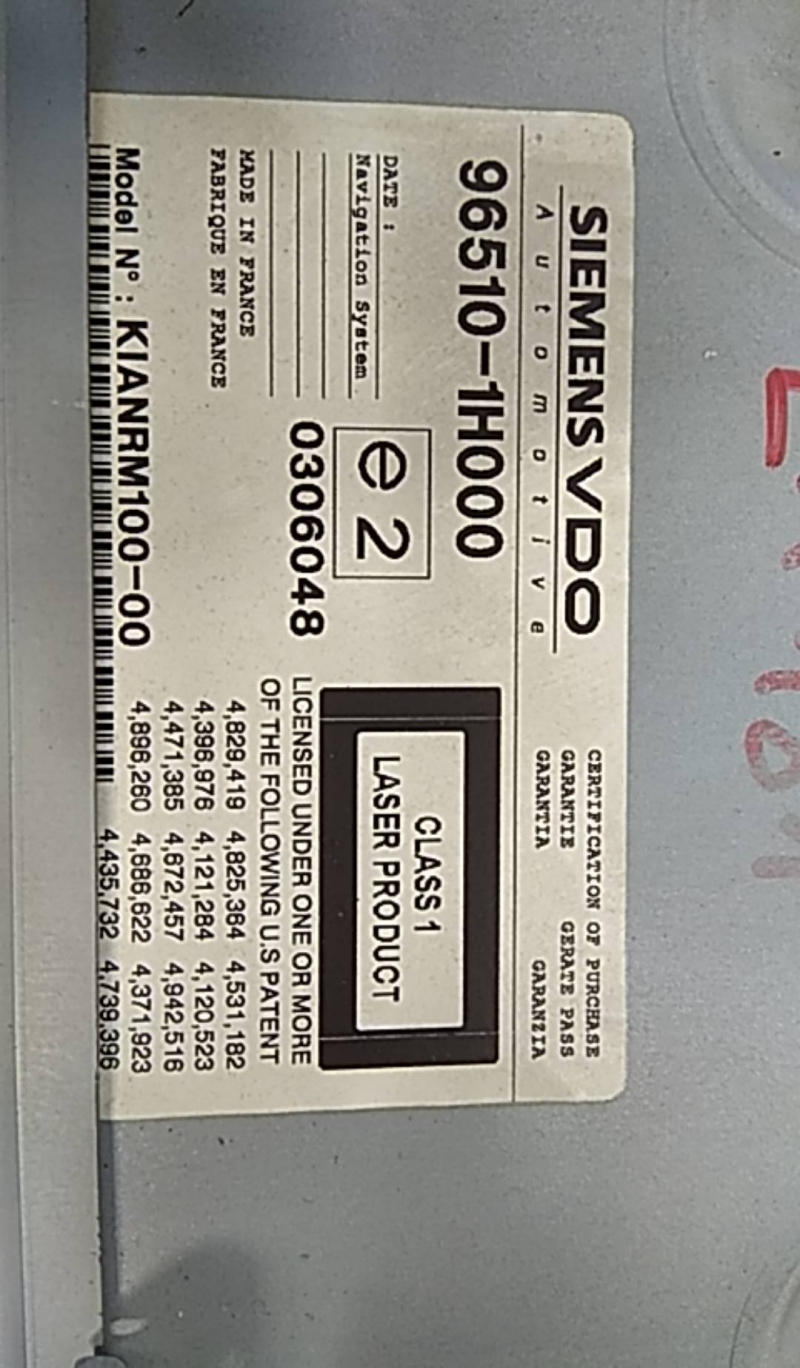 SIEMENS VDO
Automotive
CERTIFICATION OF PURCHASE
GARANTIE GERATE PASS
GARANTIA GARANZIA
96510-1H000
DATE :
Navigation System
e2
0306048
MADE IN FRANCE
FABRIQUE EN FRANCE
Model N° : KIANRM100-00
CLASS 1
LASER PRODUCT
LICENSED UNDER ONE OR MORE
OF THE FOLLOWING U.S PATENT
4,829,419 4,825,364 4,531,182
4,396,976 4,121,284 4,120,523
4,471,385 4,672,457 4,942,516
4,896,260 4,686,622 4,371,923
4,435,732 4,739,396